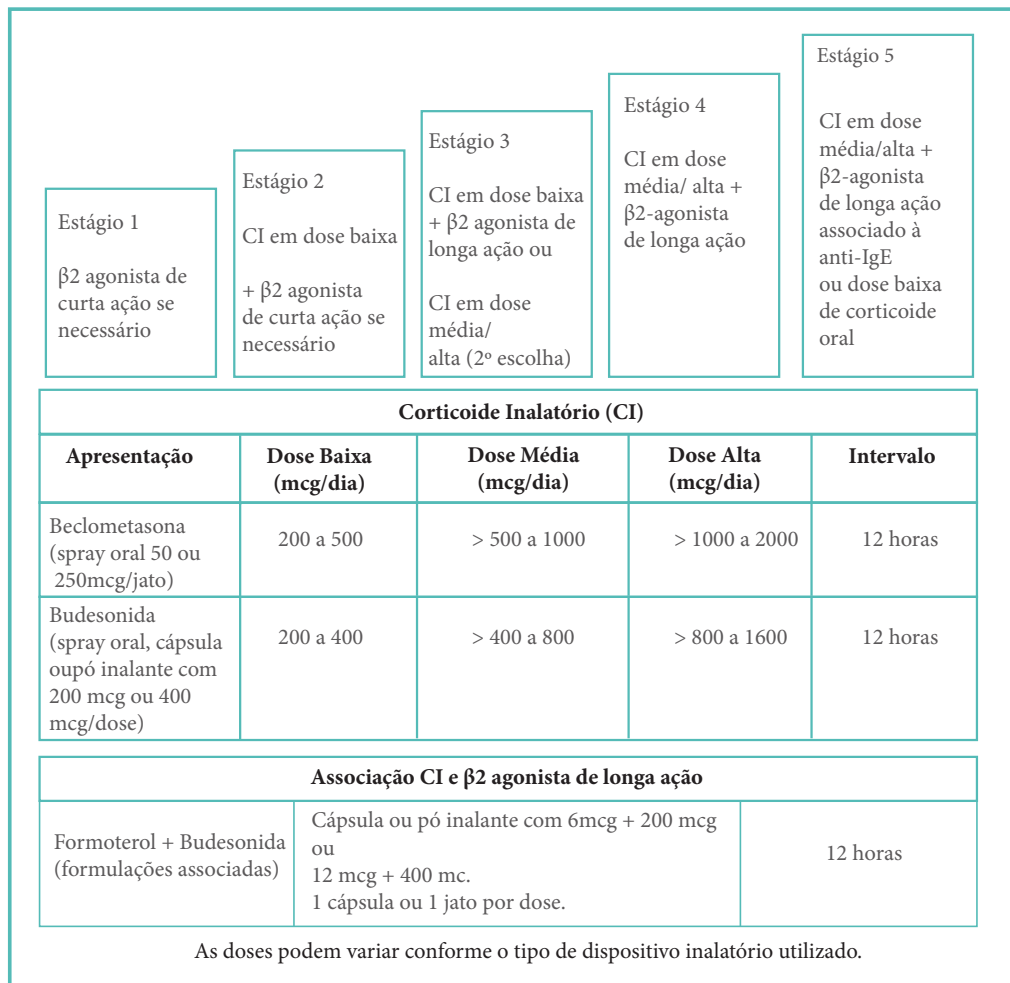 Estágio 1
β2 agonista de
curta ação se
necessário
Estágio 2
CI em dose baixa
+ β2 agonista
de curta ação se
necessário
Estágio 3
CI em dose baixa
+ β2 agonista de
longa ação ou
CI em dose
média/
alta (2º escolha)
Estágio 4
CI em dose
média/ alta +
β2-agonista
de longa ação
Estágio 5
CI em dose
média/alta +
β2-agonista
de longa ação
associado à
anti-IgE
ou dose baixa
de corticoide
oral
Corticoide Inalatório (CI)
Apresentação
Dose Baixa
(mcg/dia)
Dose Média
(mcg/dia)
Dose Alta
(mcg/dia)
Intervalo
Beclometasona
(spray oral 50 ou
250mcg/jato)
200 a 500
> 500 a 1000
> 1000 a 2000
12 horas
Budesonida
(spray oral, cápsula
oupó inalante com
200 mcg ou 400
mcg/dose)
200 a 400
> 400 a 800
> 800 a 1600
12 horas
Associação CI e β2 agonista de longa ação
Formoterol + Budesonida
(formulações associadas)
Cápsula ou pó inalante com 6mcg + 200 mcg
ou
12 mcg + 400 mc.
1 cápsula ou 1 jato por dose.
12 horas
As doses podem variar conforme o tipo de dispositivo inalatório utilizado.